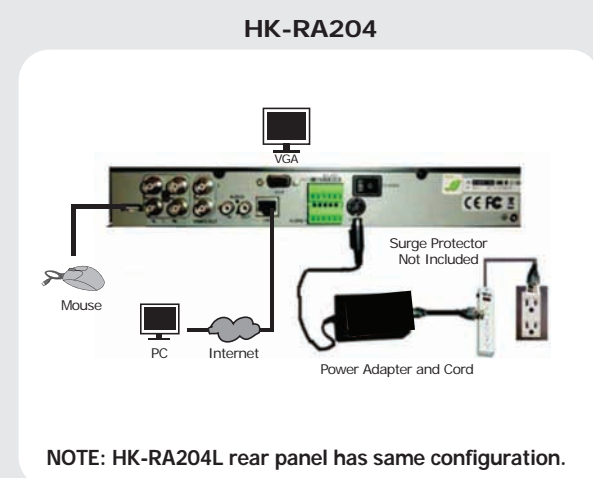 HK-RA204
VGA
Surge Protector
Not Included
Mouse
PC
Internet
Power Adapter and Cord
NOTE: HK-RA204L rear panel has same configuration.